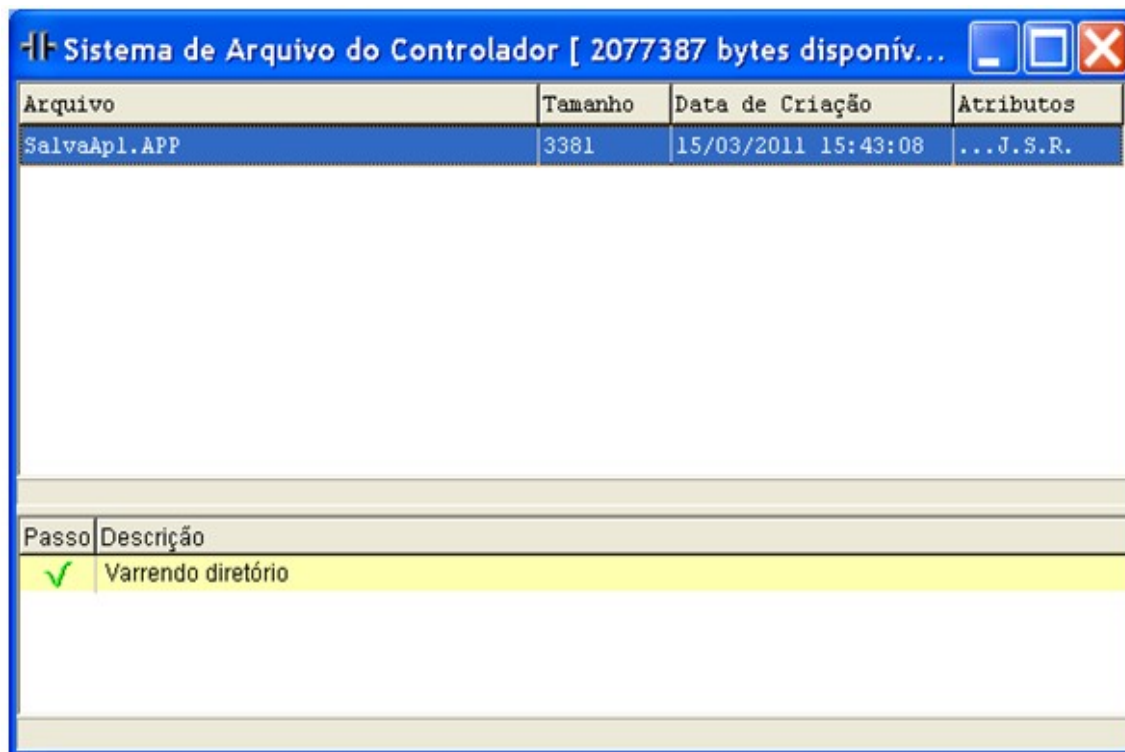 Sistema de Arquivo do Controlador [ 2077387 bytes disponív...
Arquivo Tamanho Data de Criação Atributos
SalvaApl.APP 3381 15/03/2011 15:43:08 ...J.S.R.
Passo Descrição
Varrendo diretório